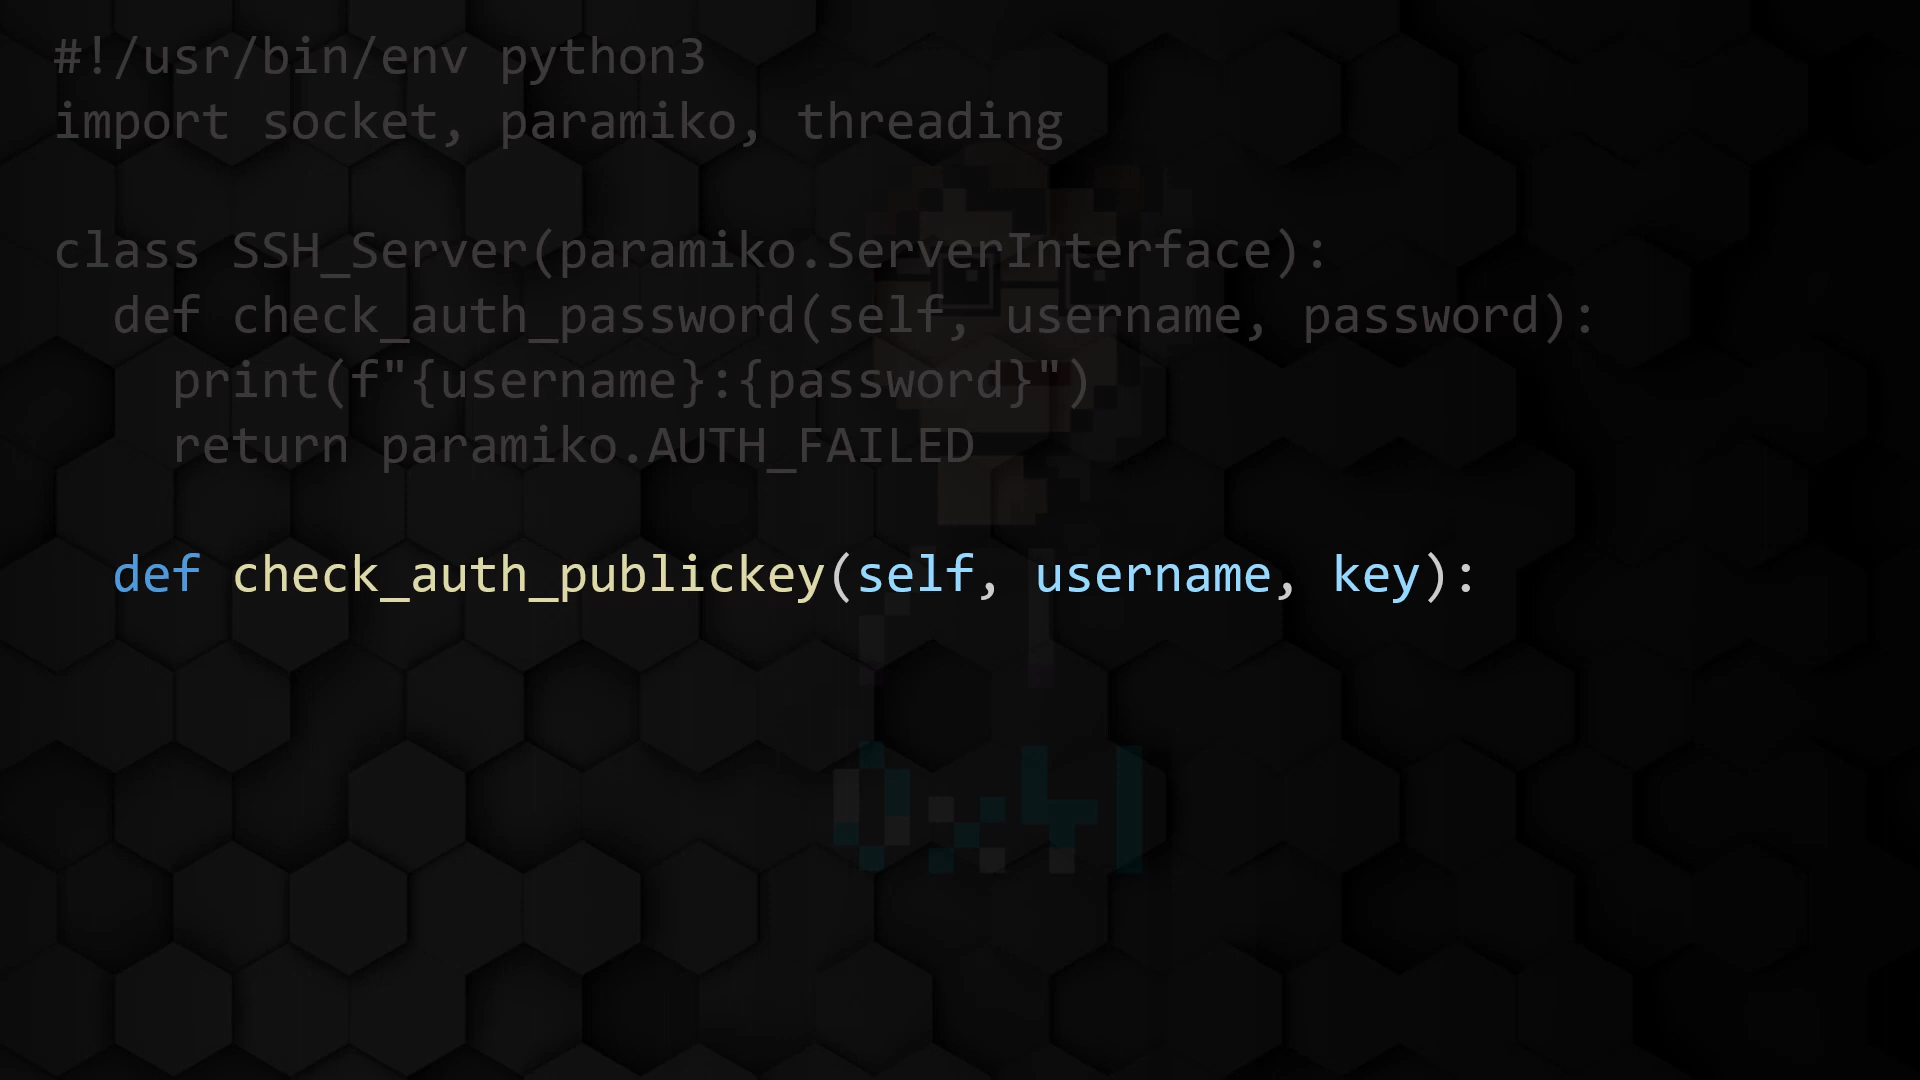 #!/usr/bin/env python3
import socket, paramiko, threading
class SSH_Server(paramiko.ServerInterface):
def check_auth_password(self, username, password):
print(f"{username}:{password}")
return paramiko.AUTH_FAILED
def check_auth_publickey(self, username, key):
0x41